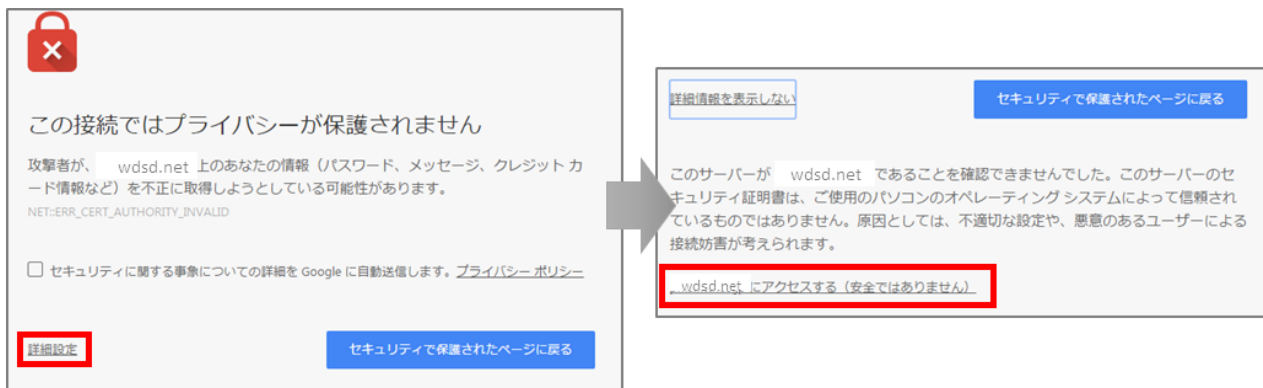 この接続ではプライバシーが保護されません
攻撃者が、 wdsd.net 上のあなたの情報（パスワード、メッセージ、クレジット カ
ード情報など）を不正に取得しようとしている可能性があります。
NET::ERR_CERT_AUTHORITY_INVALID
セキュリティに関する事象についての詳細を Google に自動送信します。プライバシー ポリシー
詳細設定
セキュリティで保護されたページに戻る
詳細情報を表示しない
セキュリティで保護されたページに戻る
このサーバーが wdsd.net であることを確認できませんでした。このサーバーのセ
キュリティ証明書は、ご使用のパソコンのオペレーティング システムによって信頼され
ているものではありません。原因としては、不適切な設定や、悪意のあるユーザーによる
接続妨害が考えられます。
wdsd.net にアクセスする（安全ではありません）